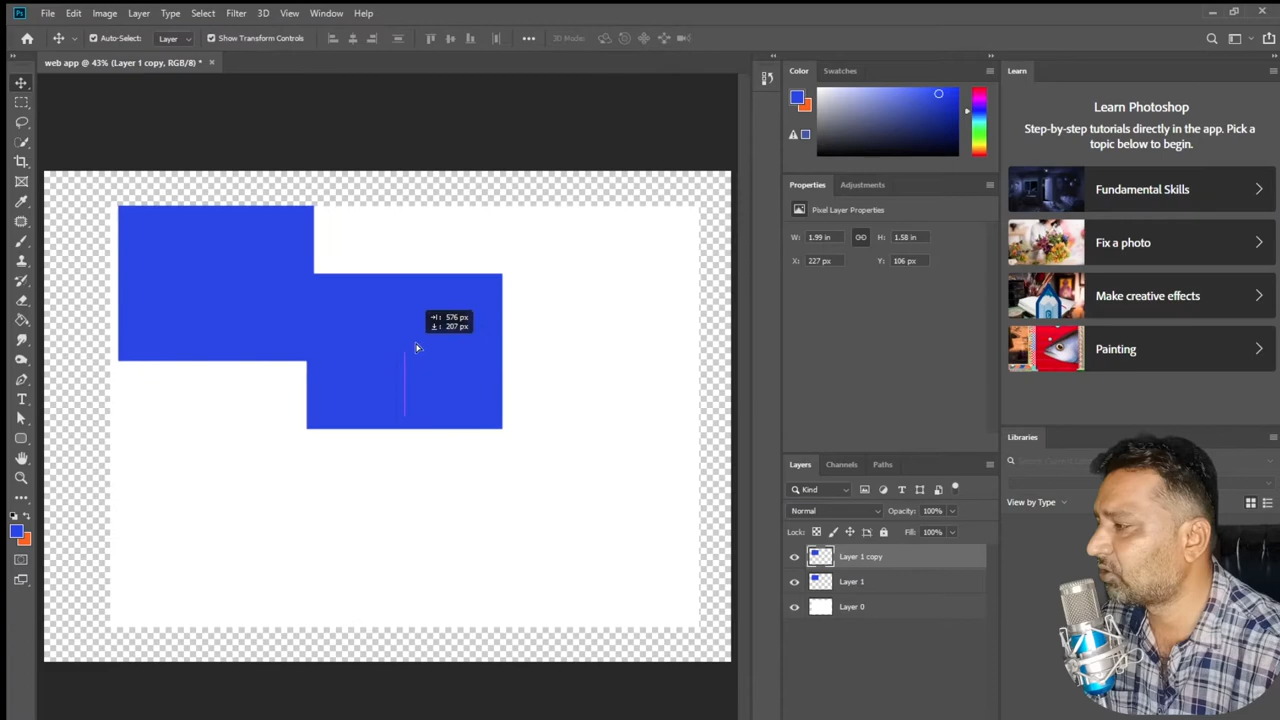 Ps File Edit Image Layer Type Select Filter 3D View Window Help
Auto-Select: Layer Show Transform Controls 3D Mode:
web app @ 43% (Layer 1 copy, RGB/8) *
Color Swatches
Learn
Learn Photoshop
Step-by-step tutorials directly in the app. Pick a
topic below to begin.
Fundamental Skills
Fix a photo
Make creative effects
Painting
Properties Adjustments
Pixel Layer Properties
W: 1.99 in H: 1.58 in
X: 227 px Y: 106 px
: 576 px
: 207 px
Layers Channels Paths
Kind
Normal Opacity: 100%
Lock: Fill: 100%
Layer 1 copy
Layer 1
Layer 0
Libraries
View by Type